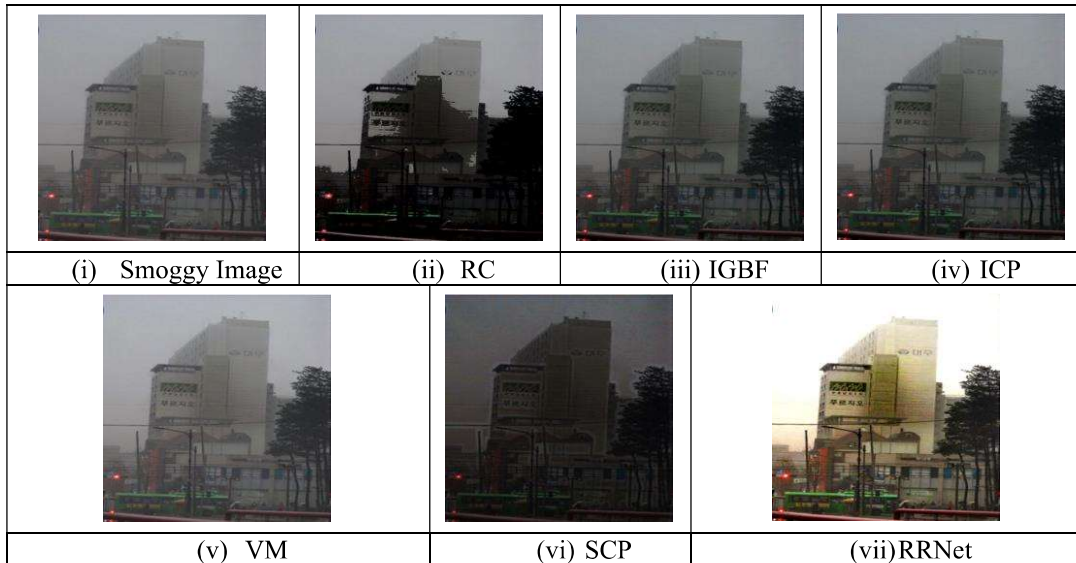 (i) Smoggy Image
(ii) RC
(iii) IGBF
(iv) ICP
(v) VM
(vi) SCP
(vii)RRNet